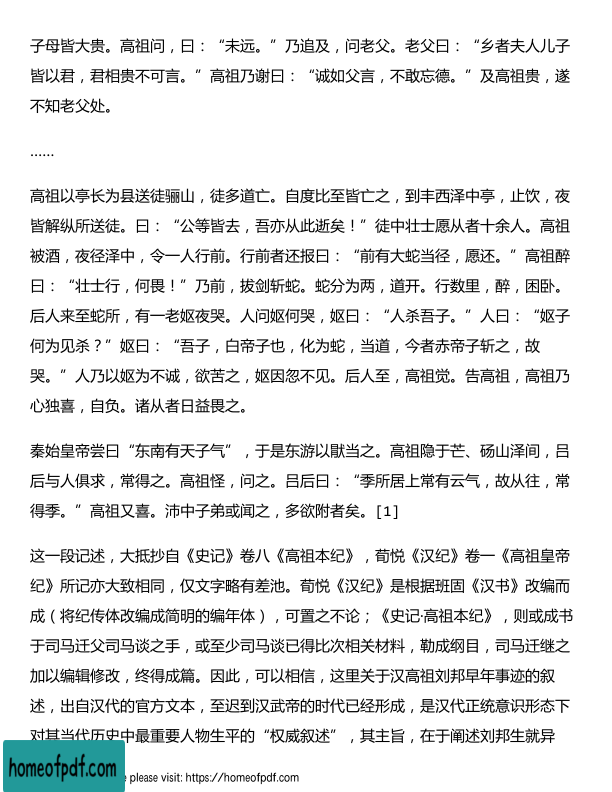 子母皆大贵。高祖问，曰：“未远。”乃追及，问老父。老父曰：“乡者夫人儿子
皆以君，君相贵不可言。”高祖乃谢曰：“诚如父言，不敢忘德。”及高祖贵，遂
不知老父处。
……
高祖以亭长为县送徒骊山，徒多道亡。自度比至皆亡之，到丰西泽中亭，止饮，夜
皆解纵所送徒。曰：“公等皆去，吾亦从此逝矣！”徒中壮士愿从者十余人。高祖
被酒，夜径泽中，令一人行前。行前者还报曰：“前有大蛇当径，愿还。”高祖醉
曰：“壮士行，何畏！”乃前，拔剑斩蛇。蛇分为两，道开。行数里，醉，困卧。
后人来至蛇所，有一老妪夜哭。人问妪何哭，妪曰：“人杀吾子。”人曰：“妪子
何为见杀？”妪曰：“吾子，白帝子也，化为蛇，当道，今者赤帝子斩之，故
哭。”人乃以妪为不诚，欲苦之，妪因忽不见。后人至，高祖觉。告高祖，高祖乃
心独喜，自负。诸从者日益畏之。
秦始皇帝尝曰“东南有天子气”，于是东游以猒当之。高祖隐于芒、砀山泽间，吕
后与人俱求，常得之。高祖怪，问之。吕后曰：“季所居上常有云气，故从往，常
得季。”高祖又喜。沛中子弟或闻之，多欲附者矣。[1]
这一段记述，大抵抄自《史记》卷八《高祖本纪》，荀悦《汉纪》卷一《高祖皇帝
纪》所记亦大致相同，仅文字略有差池。荀悦《汉纪》是根据班固《汉书》改编而
成（将纪传体改编成简明的编年体），可置之不论；《史记·高祖本纪》，则或成书
于司马迁父司马谈之手，或至少司马谈已得比次相关材料，勒成纲目，司马迁继之
加以编辑修改，终得成篇。因此，可以相信，这里关于汉高祖刘邦早年事迹的叙
述，出自汉代的官方文本，至迟到汉武帝的时代已经形成，是汉代正统意识形态下
对其当代历史中最重要人物生平的“权威叙述”，其主旨，在于阐述刘邦生就异
homeofpdf.com
e please visit: https://homeofpdf.com